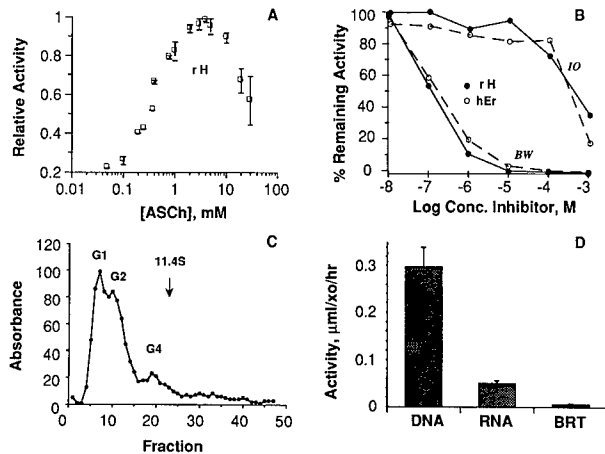 A
Relative Activity
1
0.8
0.6
0.4
0.2
r H
0.01 0.1 1 10 100
[ASCh], mM
B
% Remaining Activity
100
80
60
40
20
0
IO
r H
hEr
BW
-8 -7 -6 -5 -4 -3
Log Conc. Inhibitor, M
C
Absorbance
120
100
80
60
40
20
0
G1
G2
11.4S
G4
0 10 20 30 40 50
Fraction
D
Activity, µml/xo/hr
0.3
0.2
0.1
0
DNA RNA BRT